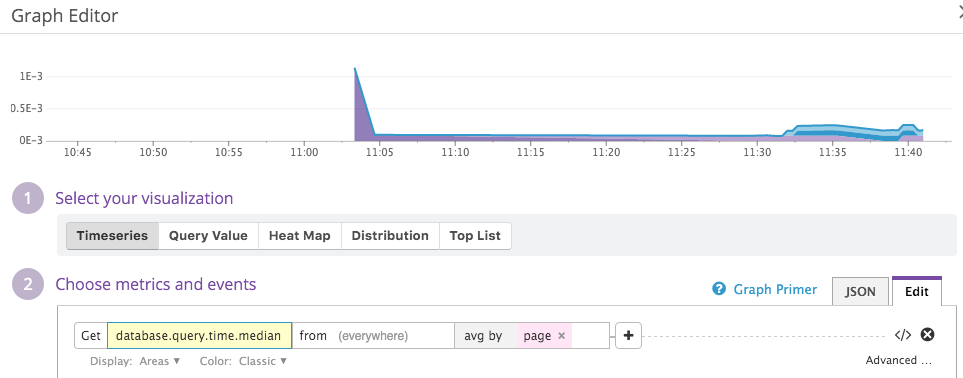 Graph Editor
1E-3
0.5E-3
0E-3
10:45 10:50 10:55 11:00 11:05 11:10 11:15 11:20 11:25 11:30 11:35 11:40
1 Select your visualization
Timeseries Query Value Heat Map Distribution Top List
2 Choose metrics and events
? Graph Primer JSON Edit
Get database.query.time.median from (everywhere) avg by page × + </>
Display: Areas ▼ Color: Classic ▼ Advanced ...